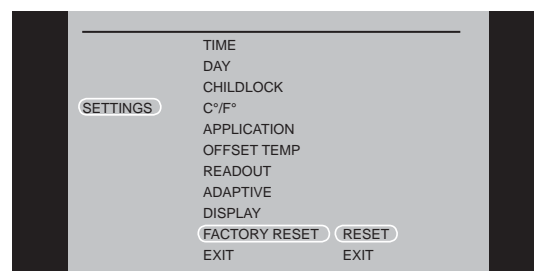 TIME
DAY
CHILDLOCK
SETTINGS C°/F°
APPLICATION
OFFSET TEMP
READOUT
ADAPTIVE
DISPLAY
FACTORY RESET RESET
EXIT EXIT